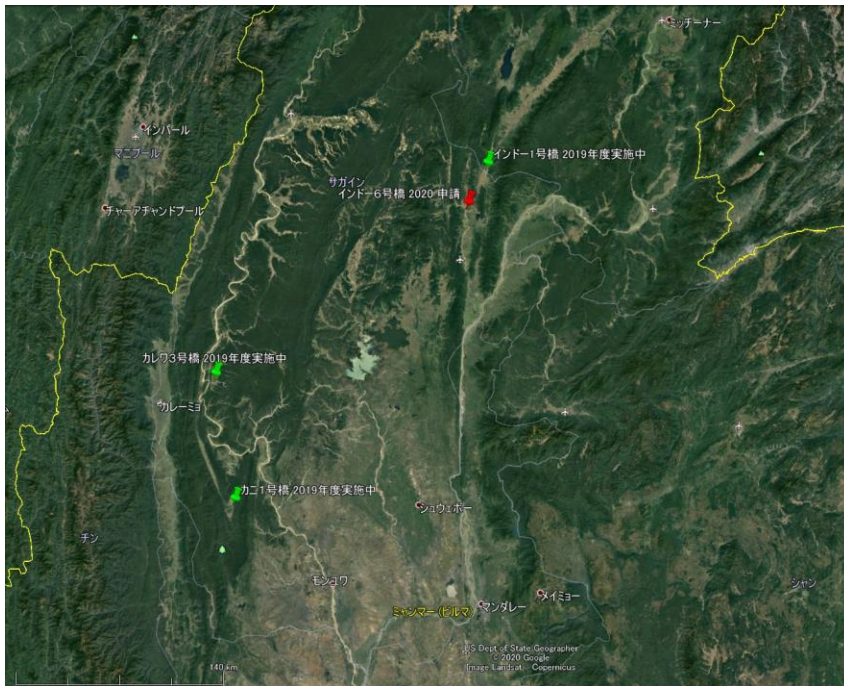 ミッチーナー
インパール
マニプール
インドー1号橋 2019年度実施中
サガイン
インドー6号橋 2020 申請
チャーアチャンドプール
カレワ3号橋 2019年度実施中
カレーミョ
カニ1号橋 2019年度実施中
シュウェボー
チン
モンユワ
シャン
メイミョー
ミャンマー (ビルマ)
マンダレー
US Dept of State Geographer
© 2020 Google
Image Landsat / Copernicus
140 km